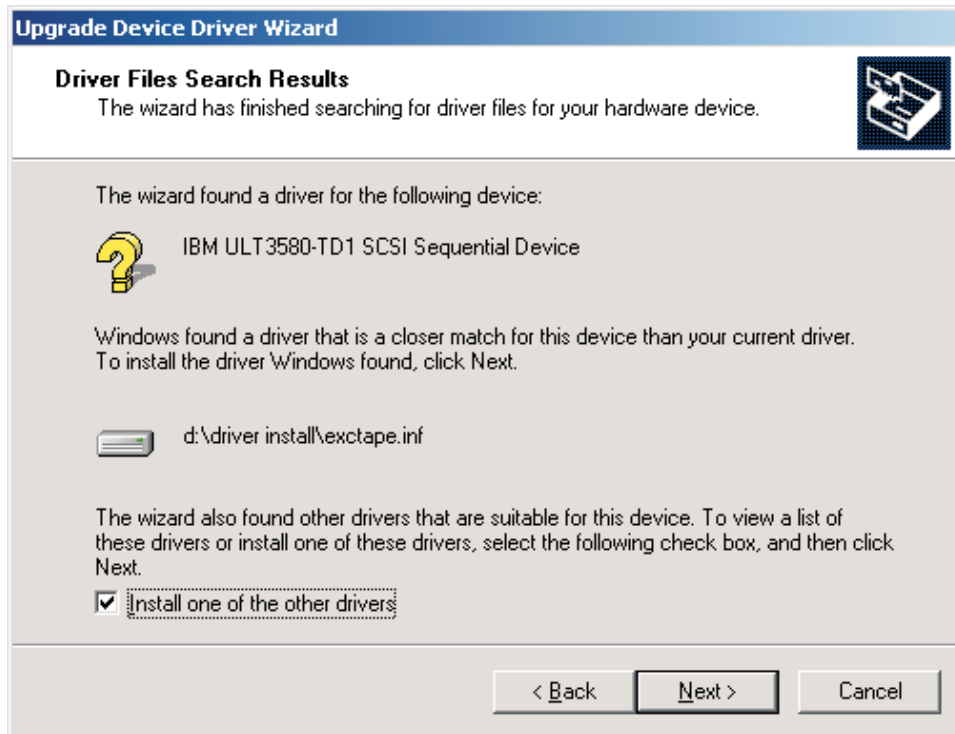 Upgrade Device Driver Wizard
Driver Files Search Results
The wizard has finished searching for driver files for your hardware device.
The wizard found a driver for the following device:
IBM ULT3580-TD1 SCSI Sequential Device
Windows found a driver that is a closer match for this device than your current driver.
To install the driver Windows found, click Next.
d:\driver install\exctape.inf
The wizard also found other drivers that are suitable for this device. To view a list of
these drivers or install one of these drivers, select the following check box, and then click
Next.
Install one of the other drivers
< Back Next > Cancel